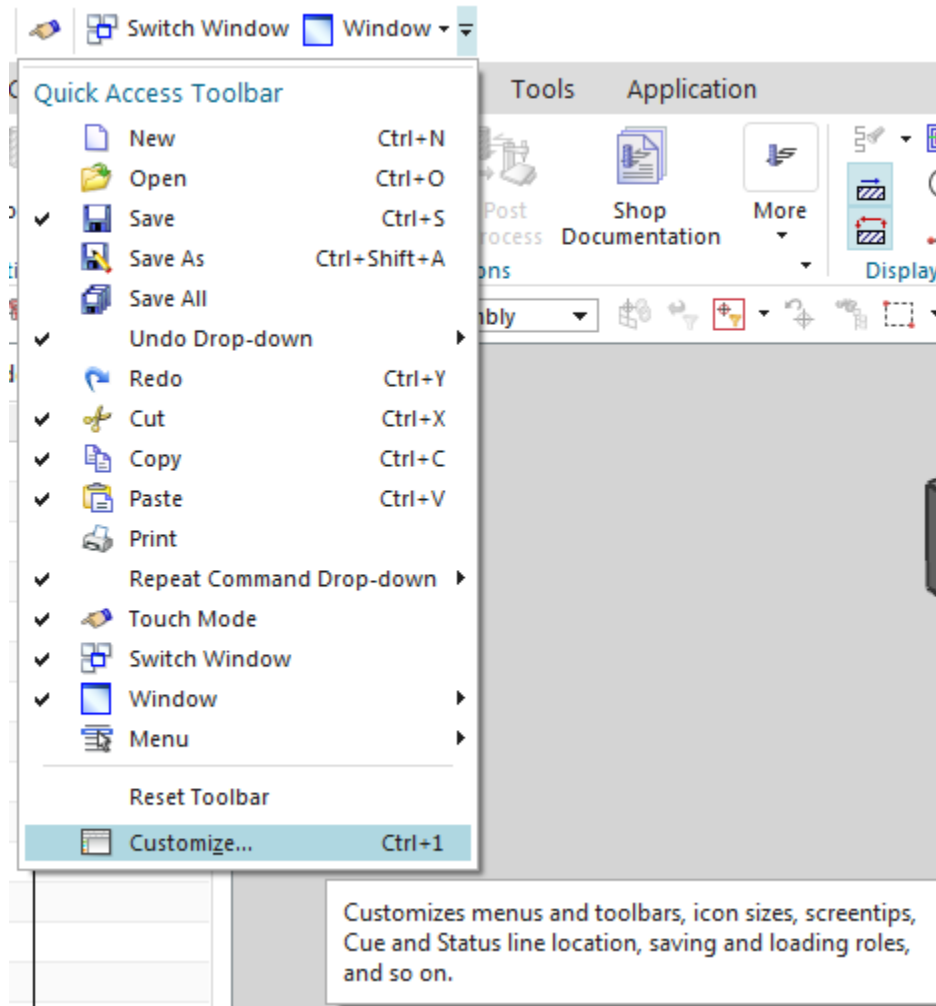 Switch Window Window
Quick Access Toolbar
Tools Application
New Ctrl+N
Open Ctrl+O
Save Ctrl+S
Save As Ctrl+Shift+A
Save All
Undo Drop-down
Redo Ctrl+Y
Cut Ctrl+X
Copy Ctrl+C
Paste Ctrl+V
Print
Repeat Command Drop-down
Touch Mode
Switch Window
Window
Menu
Reset Toolbar
Customize... Ctrl+1
Post
Shop
Documentation
More
Display
Customizes menus and toolbars, icon sizes, screentips,
Cue and Status line location, saving and loading roles,
and so on.